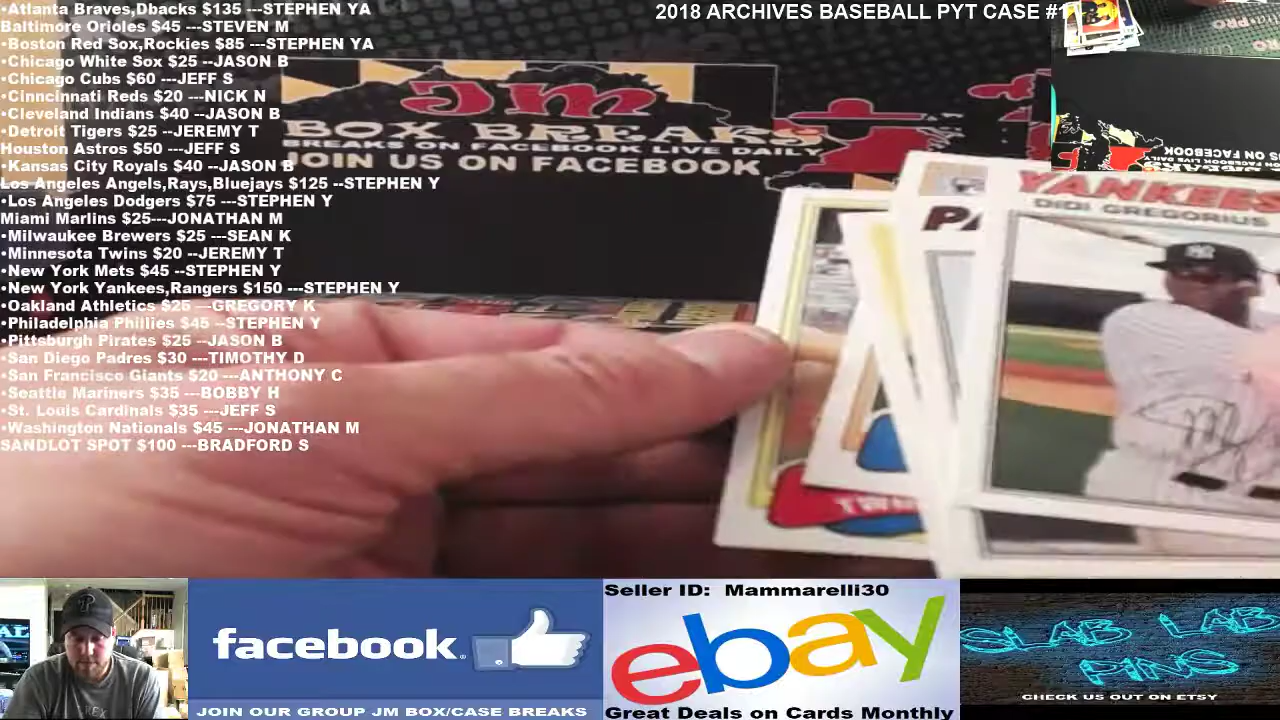 •Atlanta Braves,Dbacks $135 ---STEPHEN YA
Baltimore Orioles $45 ---STEVEN M
•Boston Red Sox,Rockies $85 ---STEPHEN YA
•Chicago White Sox $25 --JASON B
•Chicago Cubs $60 ---JEFF S
•Cinncinnati Reds $20 ---NICK N
•Cleveland Indians $40 --JASON B
•Detroit Tigers $25 --JEREMY T
Houston Astros $50 ---JEFF S
•Kansas City Royals $40 --JASON B
Los Angeles Angels,Rays,Bluejays $125 --STEPHEN Y
•Los Angeles Dodgers $75 ---STEPHEN Y
Miami Marlins $25---JONATHAN M
•Milwaukee Brewers $25 ---SEAN K
•Minnesota Twins $20 --JEREMY T
•New York Mets $45 --STEPHEN Y
•New York Yankees,Rangers $150 ---STEPHEN Y
•Oakland Athletics $25 ---GREGORY K
•Philadelphia Phillies $45 --STEPHEN Y
•Pittsburgh Pirates $25 --JASON B
•San Diego Padres $30 ---TIMOTHY D
•San Francisco Giants $20 ---ANTHONY C
•Seattle Mariners $35 ---BOBBY H
•St. Louis Cardinals $35 ---JEFF S
•Washington Nationals $45 ---JONATHAN M
SANDLOT SPOT $100 ---BRADFORD S
2018 ARCHIVES BASEBALL PYT CASE #1
JM
BOX BREAKS
BREAKS ON FACEBOOK LIVE DAILY
JOIN US ON FACEBOOK
YANKEES
DIDI GREGORIUS
facebook
JOIN OUR GROUP JM BOX/CASE BREAKS
Seller ID: Mammarelli30
ebay
Great Deals on Cards Monthly
SLAB LAB
PINS
CHECK US OUT ON ETSY